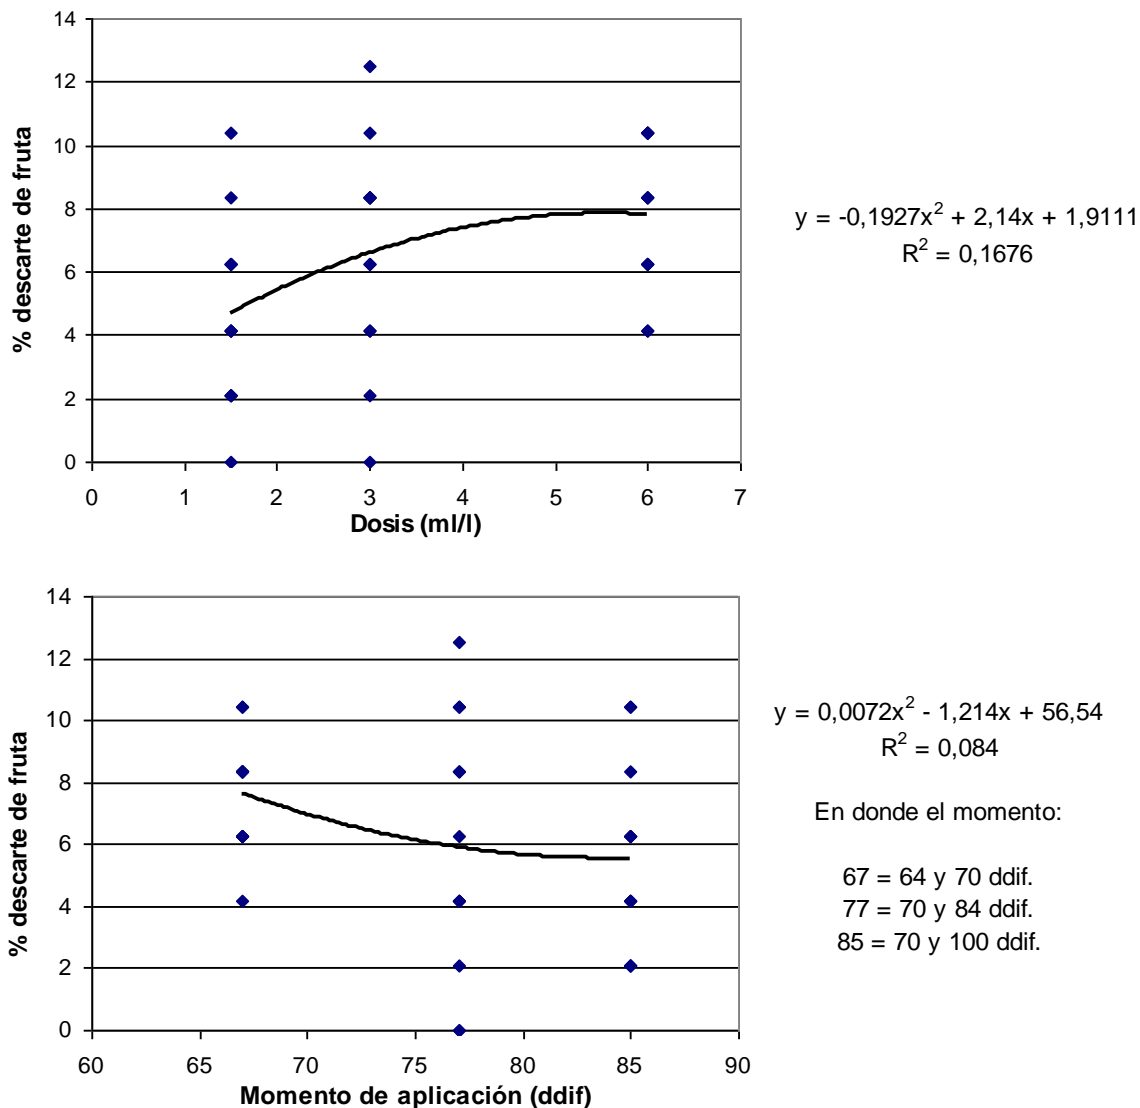 14
12
10
8
6
4
2
0
% descarte de fruta
0 1 2 3 4 5 6 7
Dosis (ml/l)
y = -0,1927x² + 2,14x + 1,9111
R² = 0,1676
14
12
10
8
6
4
2
0
% descarte de fruta
60 65 70 75 80 85 90
Momento de aplicación (ddif)
y = 0,0072x² - 1,214x + 56,54
R² = 0,084
En donde el momento:
67 = 64 y 70 ddif.
77 = 70 y 84 ddif.
85 = 70 y 100 ddif.